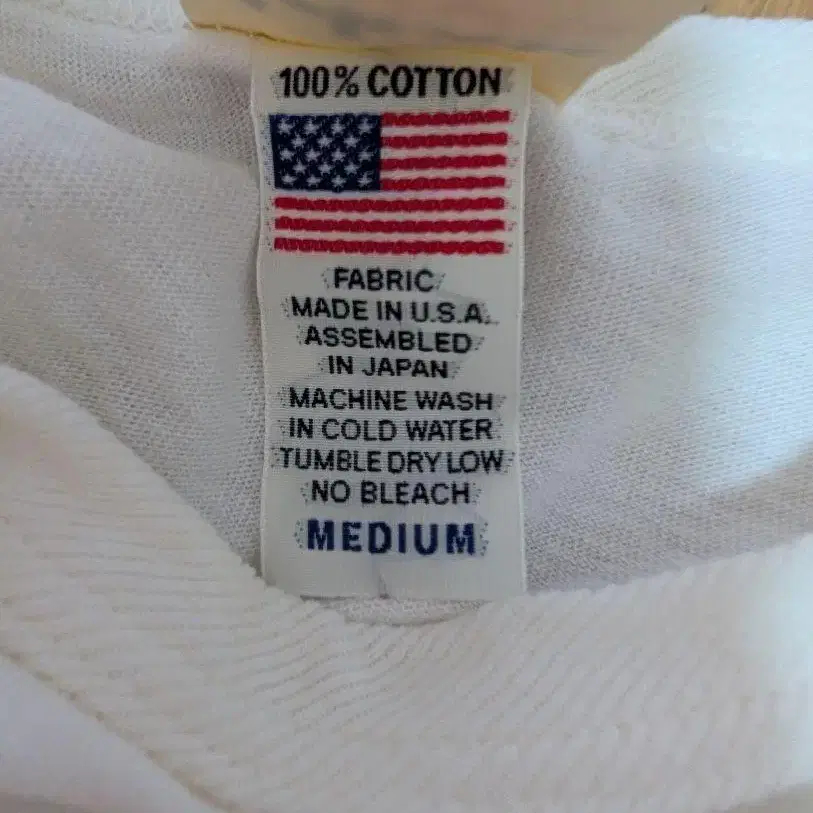 100% COTTON
FABRIC
MADE IN U.S.A.
ASSEMBLED
IN JAPAN
MACHINE WASH
IN COLD WATER
TUMBLE DRY LOW
NO BLEACH
MEDIUM